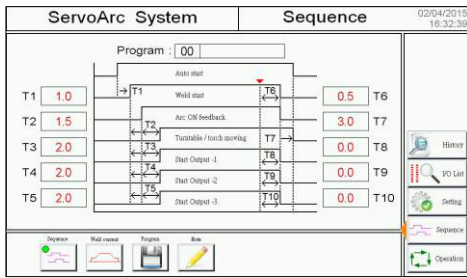 ServoArc System
Sequence
02/04/2015
16:32:39
Program : 00
Auto start
T1 1.0
T1
Weld start
T6
0.5 T6
T2 1.5
T2
Arc ON feedback
3.0 T7
Turntable / torch moving
T7
T3 2.0
T3
Start Output -1
T8
0.0 T8
T4 2.0
T4
Start Output -2
T9
0.0 T9
T5 2.0
T5
Start Output -3
T10
0.0 T10
History
I/O List
Setting
Sequence
Operation
Sequence
Weld current
Program
Note